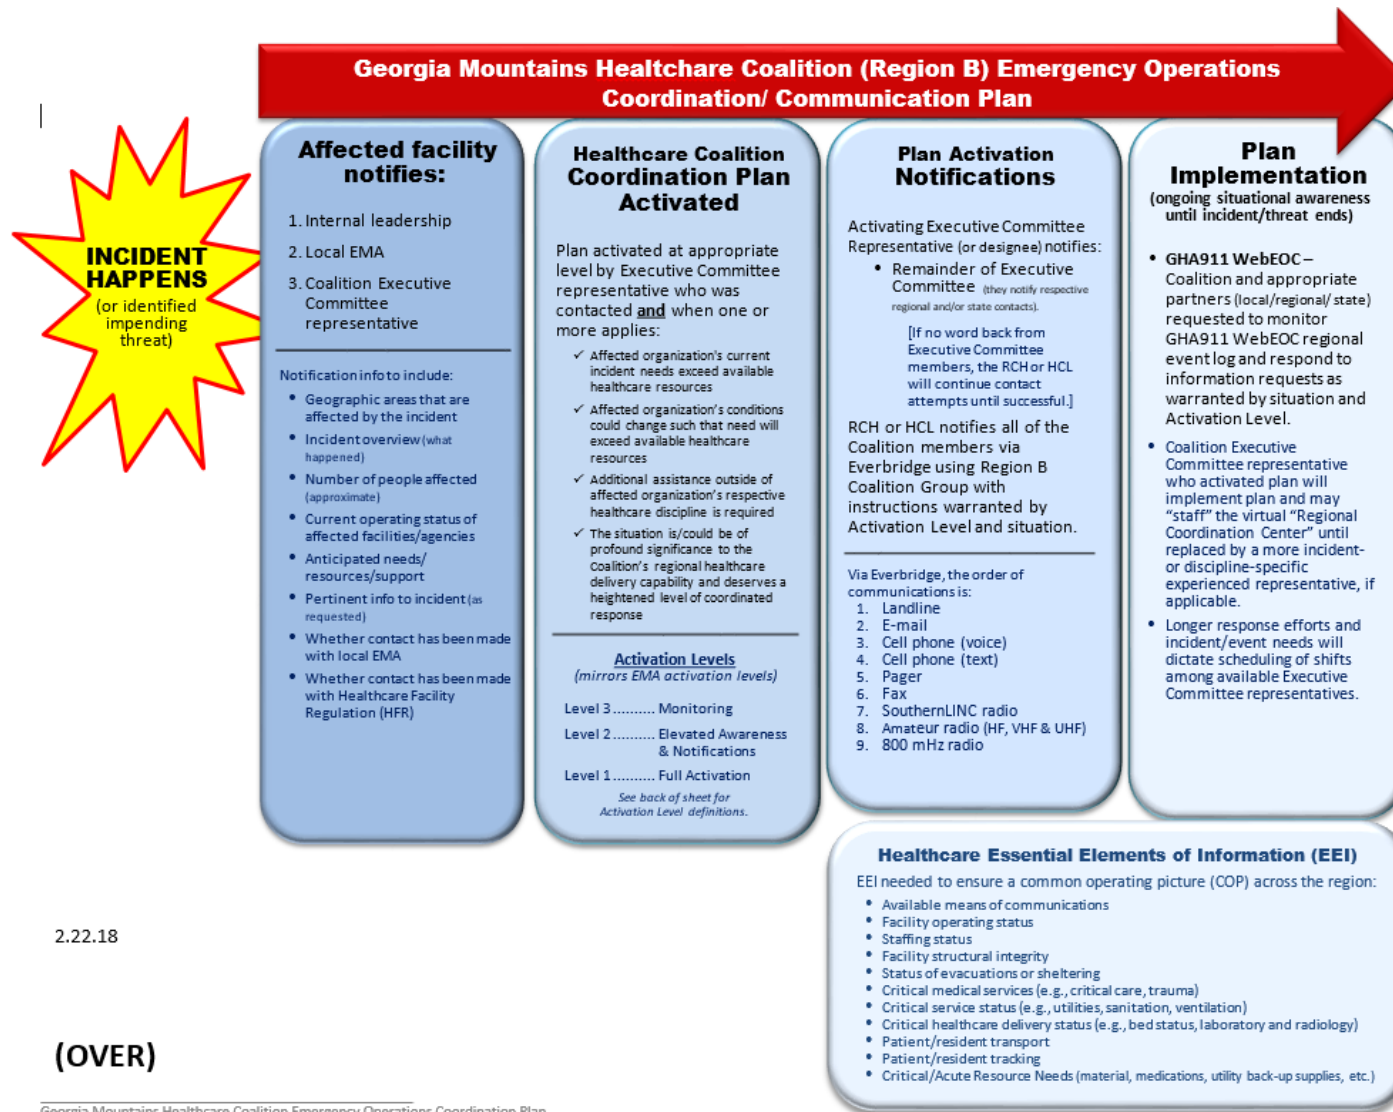 Georgia Mountains Healtchare Coalition (Region B) Emergency Operations
Coordination/ Communication Plan
INCIDENT
HAPPENS
(or identified
impending
threat)
Affected facility
notifies:
1. Internal leadership
2. Local EMA
3. Coalition Executive
Committee
representative
Notification info to include:
• Geographic areas that are
affected by the incident
• Incident overview (what
happened)
• Number of people affected
(approximate)
• Current operating status of
affected facilities/agencies
• Anticipated needs/
resources/support
• Pertinent info to incident (as
requested)
• Whether contact has been made
with local EMA
• Whether contact has been made
with Healthcare Facility
Regulation (HFR)
Healthcare Coalition
Coordination Plan
Activated
Plan activated at appropriate
level by Executive Committee
representative who was
contacted and when one or
more applies:
✓ Affected organization's current
incident needs exceed available
healthcare resources
✓ Affected organization's conditions
could change such that need will
exceed available healthcare
resources
✓ Additional assistance outside of
affected organization's respective
healthcare discipline is required
✓ The situation is/could be of
profound significance to the
Coalition's regional healthcare
delivery capability and deserves a
heightened level of coordinated
response
Activation Levels
(mirrors EMA activation levels)
Level 3.......... Monitoring
Level 2.......... Elevated Awareness
& Notifications
Level 1.......... Full Activation
See back of sheet for
Activation Level definitions.
Plan Activation
Notifications
Activating Executive Committee
Representative (or designee) notifies:
• Remainder of Executive
Committee (they notify respective
regional and/or state contacts).
[If no word back from
Executive Committee
members, the RCH or HCL
will continue contact
attempts until successful.]
RCH or HCL notifies all of the
Coalition members via
Everbridge using Region B
Coalition Group with
instructions warranted by
Activation Level and situation.
Via Everbridge, the order of
communications is:
1. Landline
2. E-mail
3. Cell phone (voice)
4. Cell phone (text)
5. Pager
6. Fax
7. SouthernLINC radio
8. Amateur radio (HF, VHF & UHF)
9. 800 mHz radio
Plan
Implementation
(ongoing situational awareness
until incident/threat ends)
• GHA911 WebEOC –
Coalition and appropriate
partners (local/regional/ state)
requested to monitor
GHA911 WebEOC regional
event log and respond to
information requests as
warranted by situation and
Activation Level.
• Coalition Executive
Committee representative
who activated plan will
implement plan and may
"staff" the virtual "Regional
Coordination Center" until
replaced by a more incident-
or discipline-specific
experienced representative, if
applicable.
• Longer response efforts and
incident/event needs will
dictate scheduling of shifts
among available Executive
Committee representatives.
Healthcare Essential Elements of Information (EEI)
EEI needed to ensure a common operating picture (COP) across the region:
• Available means of communications
• Facility operating status
• Staffing status
• Facility structural integrity
• Status of evacuations or sheltering
• Critical medical services (e.g., critical care, trauma)
• Critical service status (e.g., utilities, sanitation, ventilation)
• Critical healthcare delivery status (e.g., bed status, laboratory and radiology)
• Patient/resident transport
• Patient/resident tracking
• Critical/Acute Resource Needs (material, medications, utility back-up supplies, etc.)
2.22.18
(OVER)
Georgia Mountains Healthcare Coalition Emergency Operations Coordination Plan